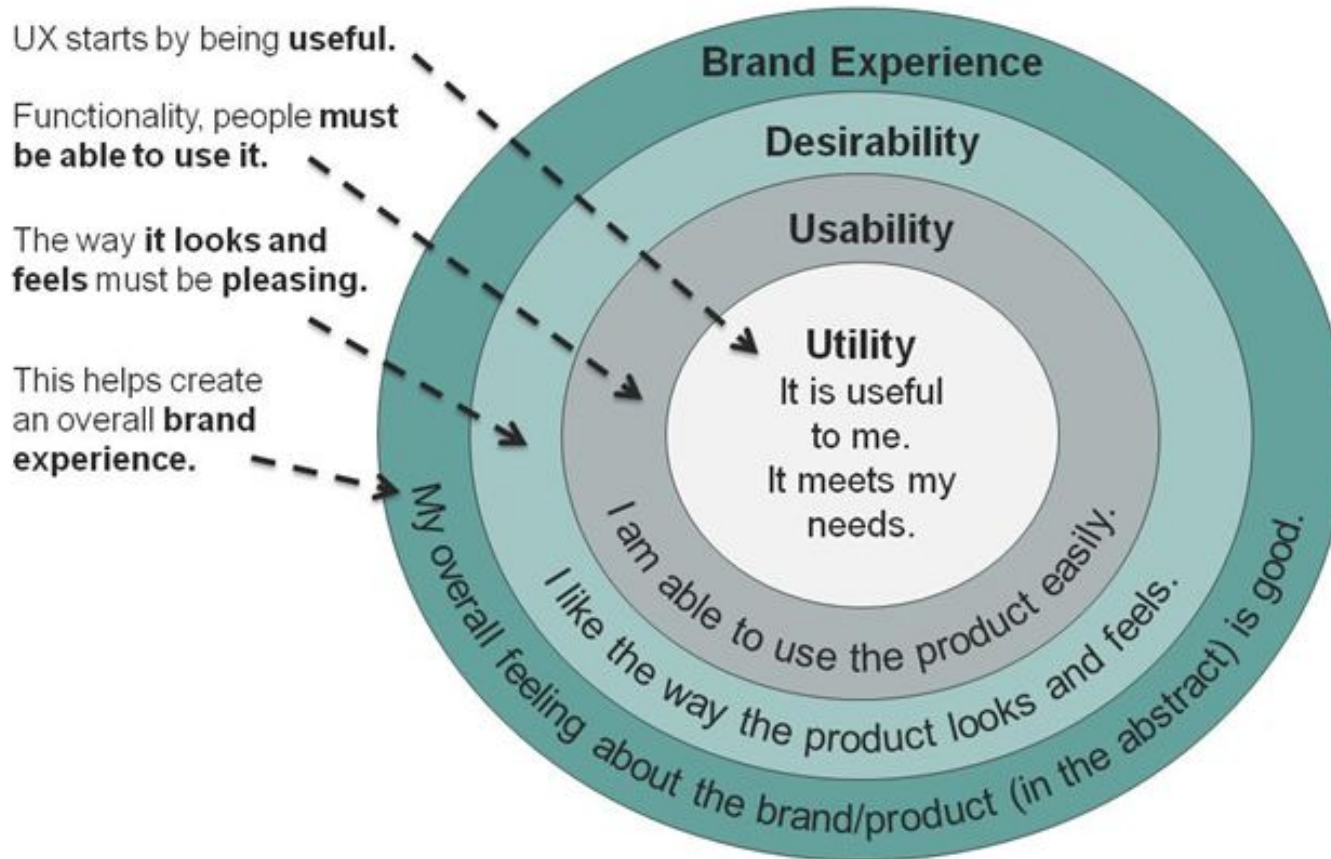 UX starts by being useful.
Functionality, people must
be able to use it.
The way it looks and
feels must be pleasing.
This helps create
an overall brand
experience.
Brand Experience
Desirability
Usability
Utility
It is useful
to me.
It meets my
needs.
I am able to use the product easily.
I like the way the product looks and feels.
My overall feeling about the brand/product (in the abstract) is good.